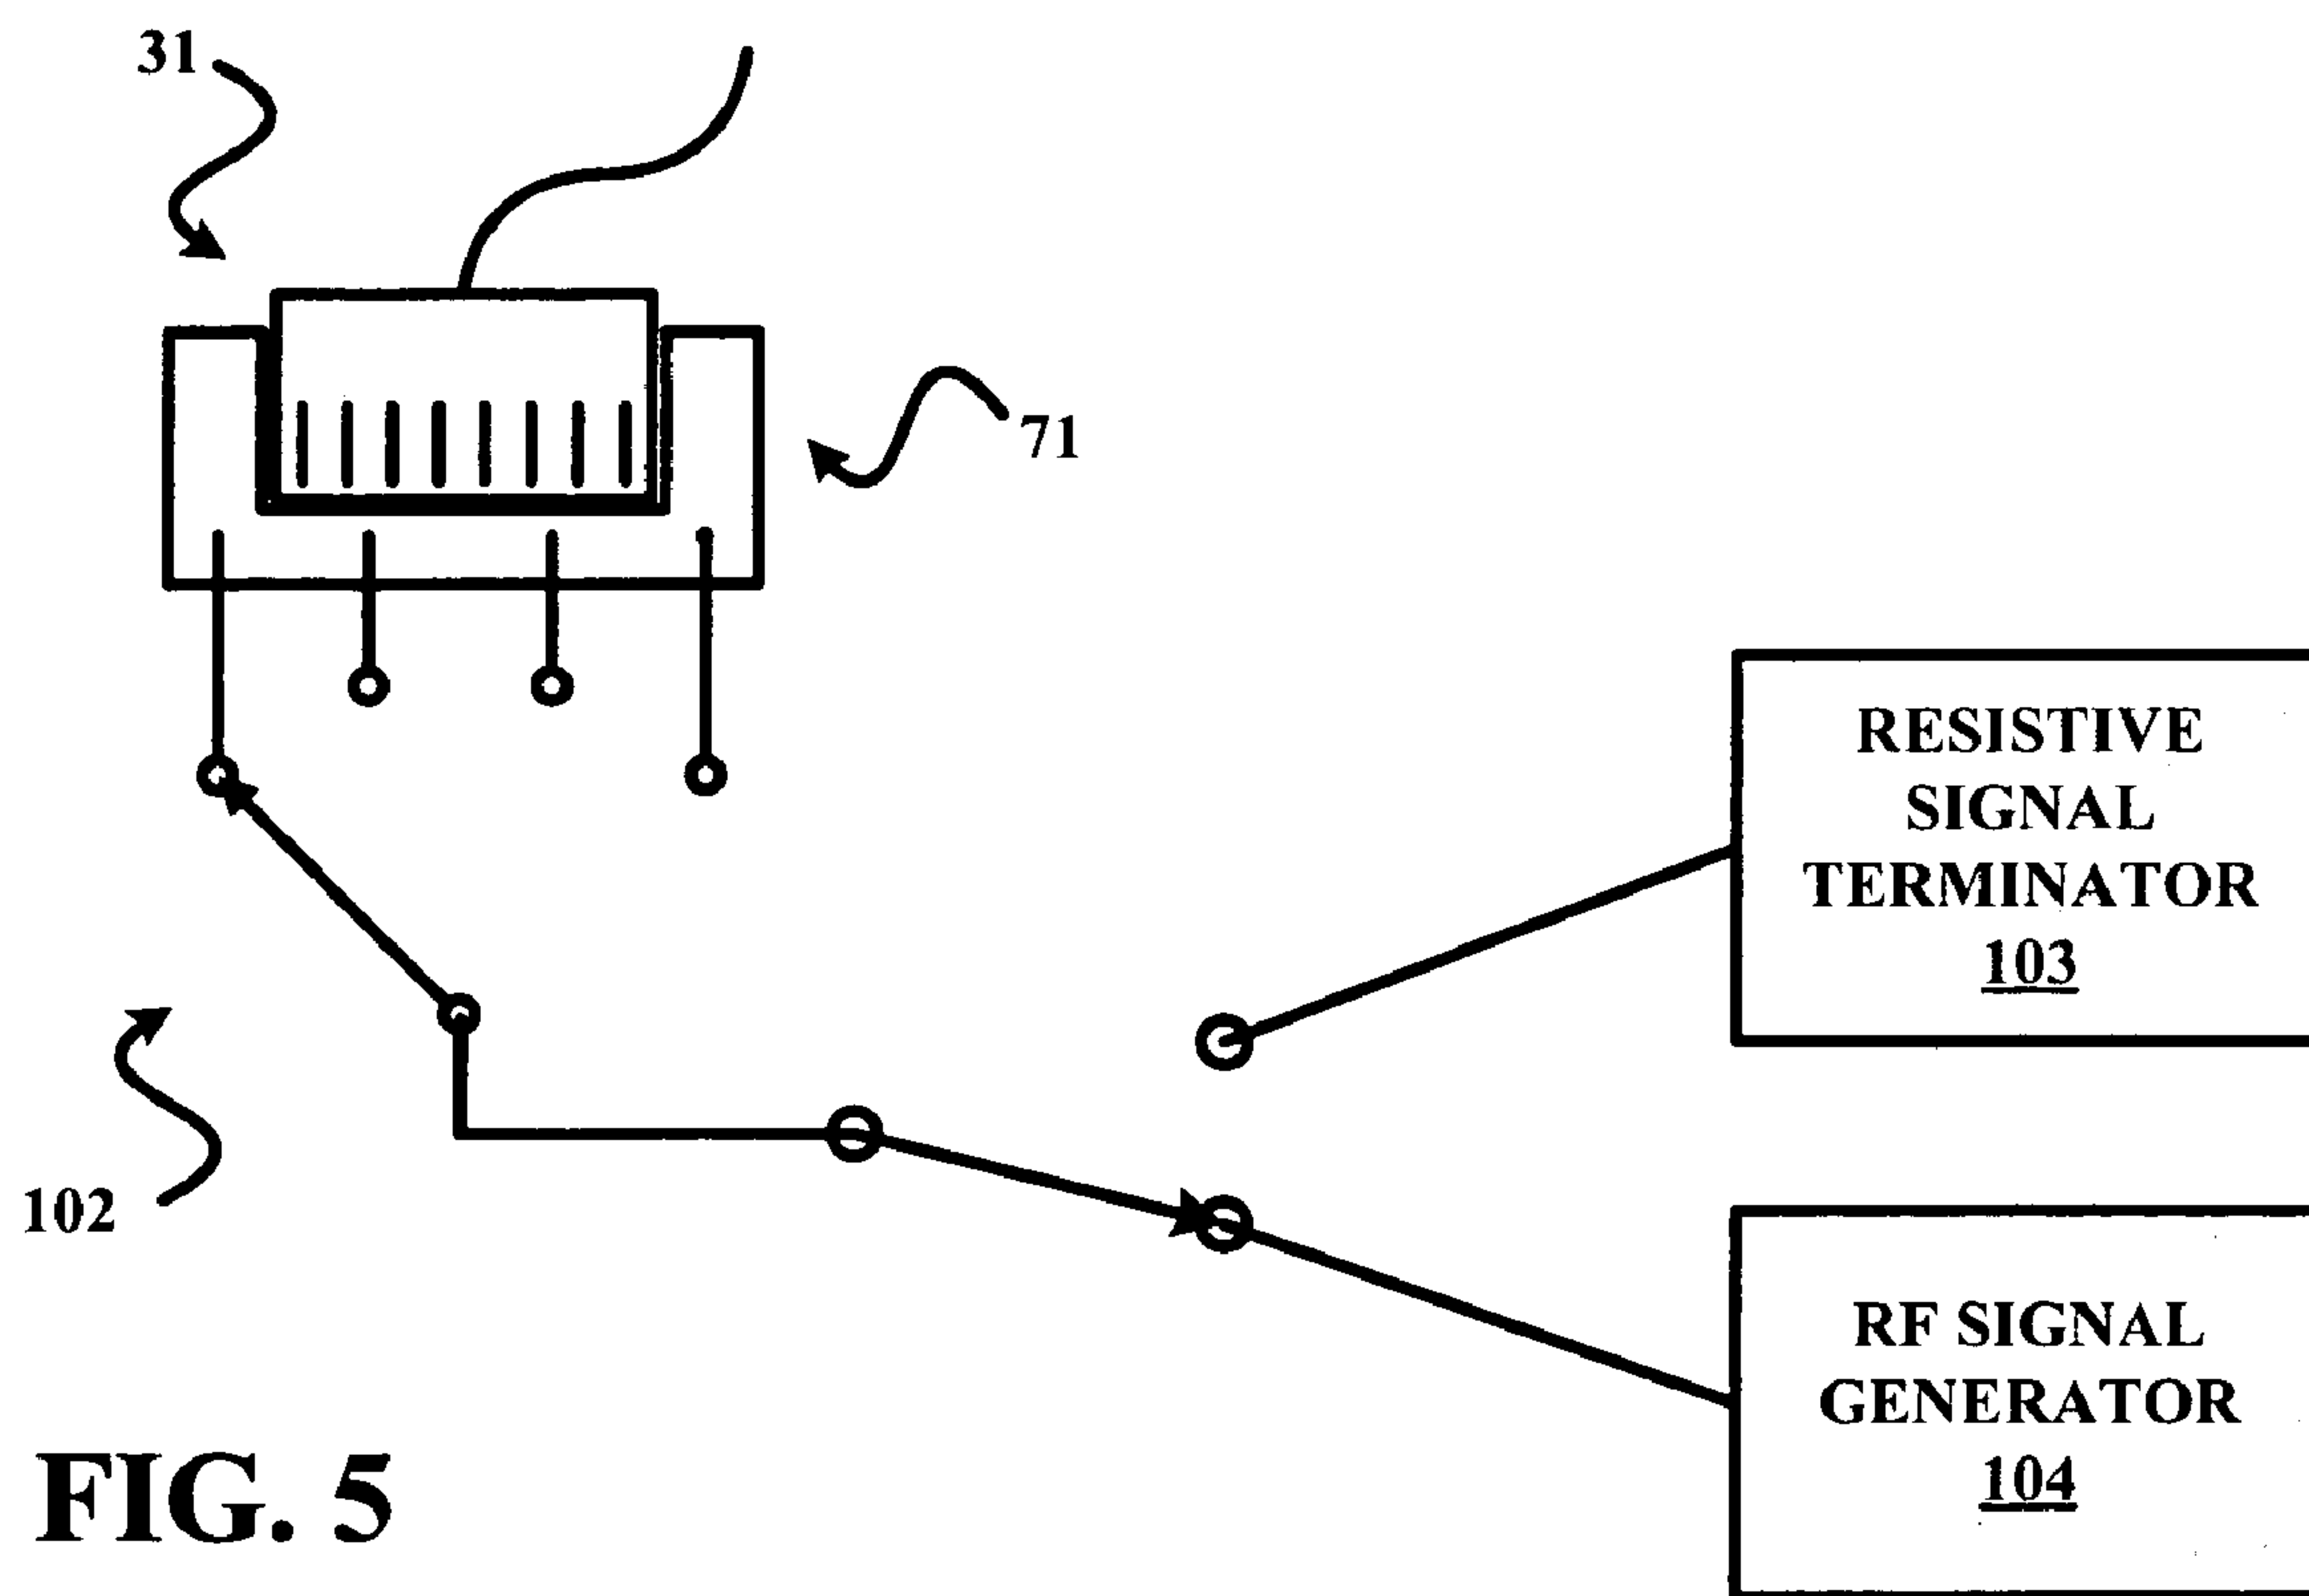 31
71
RESISTIVE
SIGNAL
TERMINATOR
103
102
RF SIGNAL
GENERATOR
104
FIG. 5